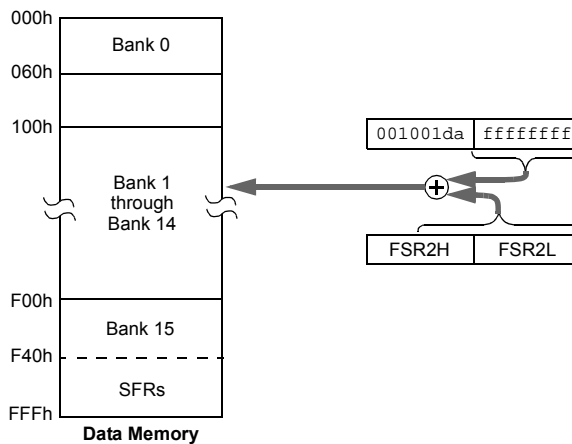 000h
Bank 0
060h
100h
001001da ffffffff
Bank 1
through
Bank 14
FSR2H FSR2L
F00h
Bank 15
F40h
SFRs
FFFh
Data Memory